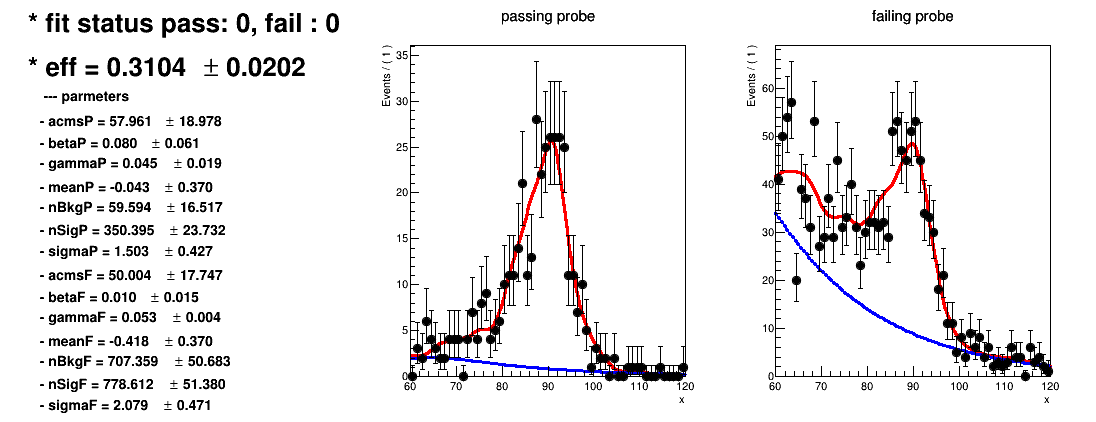 * fit status pass: 0, fail : 0
* eff = 0.3104 ± 0.0202
--- parmeters
- acmsP = 57.961 ± 18.978
- betaP = 0.080 ± 0.061
- gammaP = 0.045 ± 0.019
- meanP = -0.043 ± 0.370
- nBkgP = 59.594 ± 16.517
- nSigP = 350.395 ± 23.732
- sigmaP = 1.503 ± 0.427
- acmsF = 50.004 ± 17.747
- betaF = 0.010 ± 0.015
- gammaF = 0.053 ± 0.004
- meanF = -0.418 ± 0.370
- nBkgF = 707.359 ± 50.683
- nSigF = 778.612 ± 51.380
- sigmaF = 2.079 ± 0.471
passing probe
Events / ( 1 )
35
30
25
20
15
10
5
0
60 70 80 90 100 110 120
x
failing probe
Events / ( 1 )
60
50
40
30
20
10
0
60 70 80 90 100 110 120
x